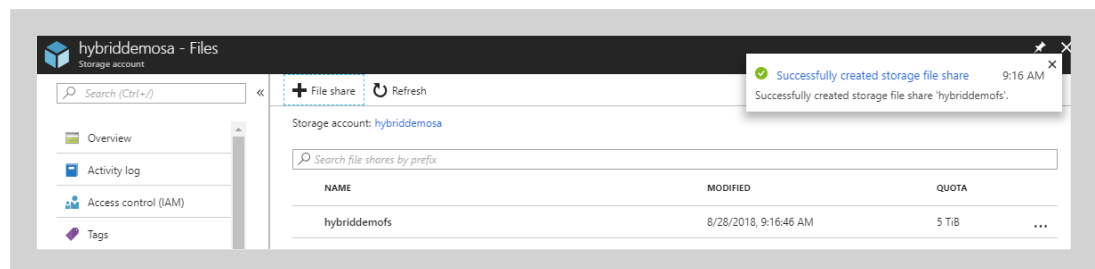 hybriddemosa - Files
Storage account
Successfully created storage file share 9:16 AM
Successfully created storage file share 'hybriddemofs'.
Search (Ctrl+/)
File share Refresh
Overview
Activity log
Access control (IAM)
Tags
Storage account: hybriddemosa
Search file shares by prefix
NAME MODIFIED QUOTA
hybriddemofs 8/28/2018, 9:16:46 AM 5 TiB ...